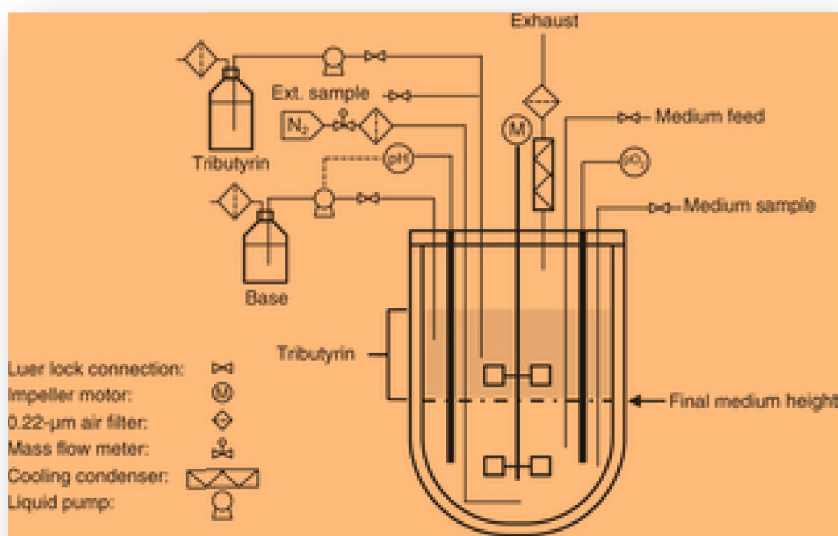 Exhaust
Ext. sample
N₂
M
Medium feed
Tributyrin
pH
pO₂
Medium sample
Base
Tributyrin
Final medium height
Luer lock connection:
Impeller motor:
M
0.22-µm air filter:
Mass flow meter:
Cooling condenser:
Liquid pump: